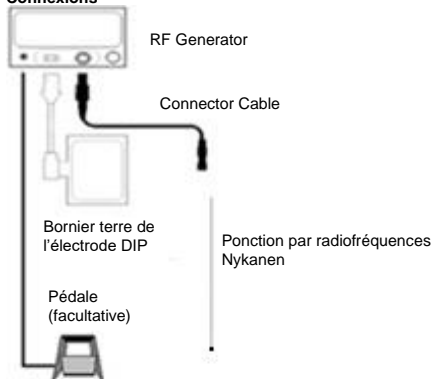 Connexions
RF Generator
Connector Cable
Bornier terre de
l'électrode DIP
Ponction par radiofréquences
Nykanen
Pédale
(facultative)